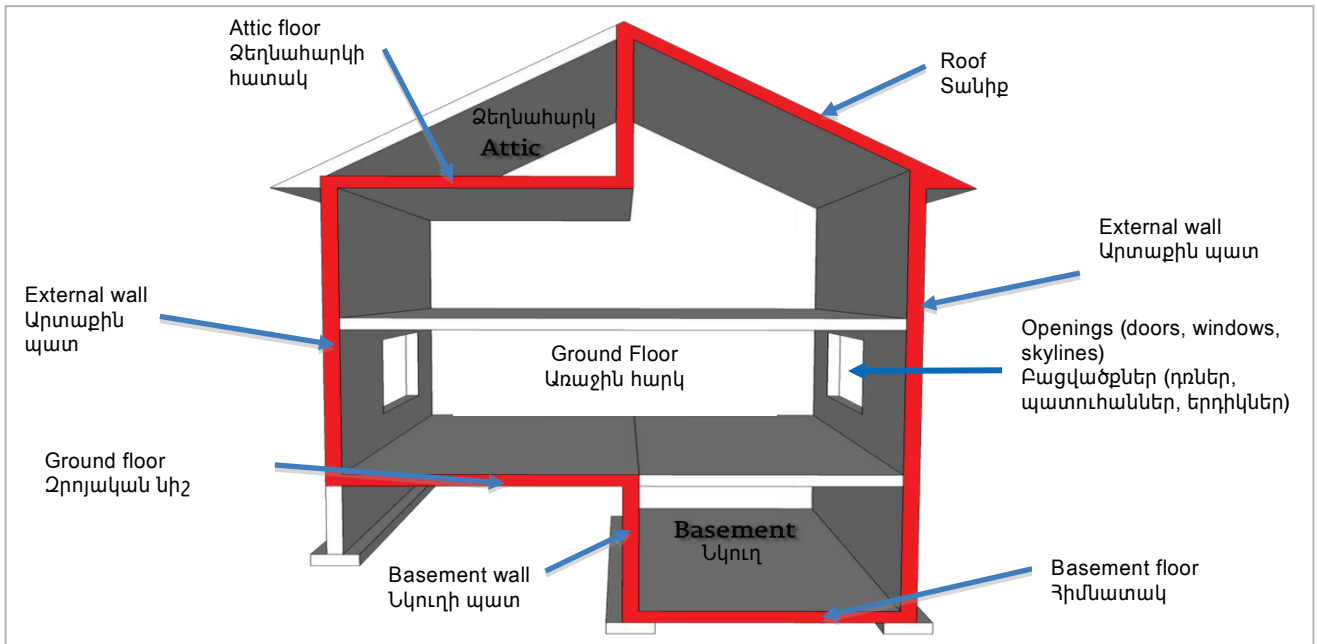 Attic floor
Ձեղնահարկի
հատակ
Roof
Տանիք
Ձեղնահարկ
Attic
External wall
Արտաքին պատ
External wall
Արտաքին
պատ
Openings (doors, windows,
skylines)
Բացվածքներ (դռներ,
պատուհաններ, երդիկներ)
Ground Floor
Առաջին հարկ
Ground floor
Զրոյական նիշ
Basement
Նկուղ
Basement wall
Նկուղի պատ
Basement floor
Հիմնատակ